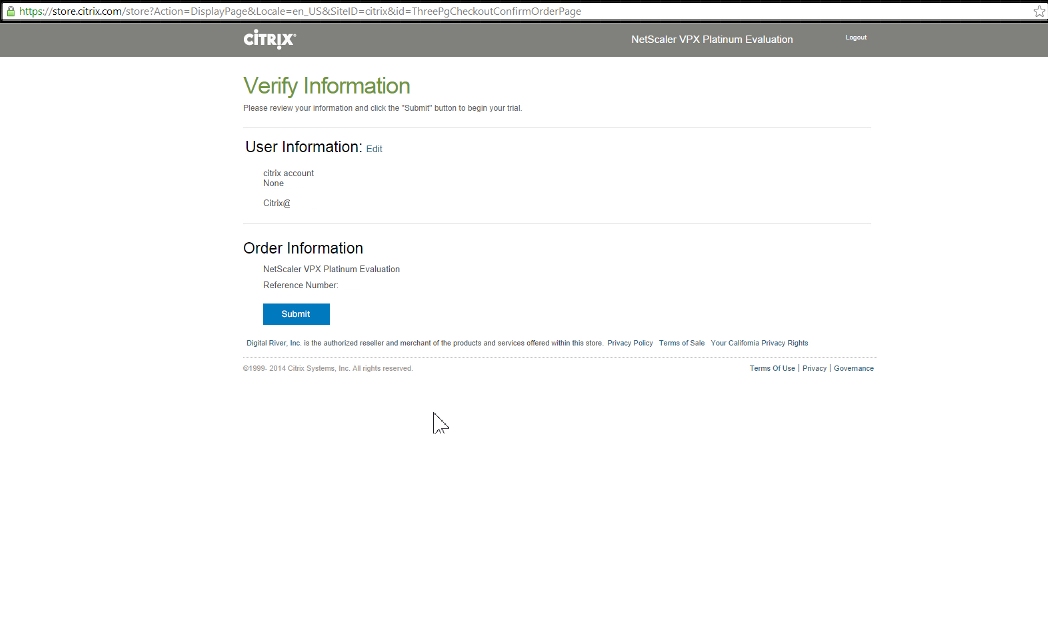 https://store.citrix.com/store?Action=DisplayPage&Locale=en_US&SiteID=citrix&id=ThreePgCheckoutConfirmOrderPage
CITRIX® NetScaler VPX Platinum Evaluation Logout
Verify Information
Please review your information and click the "Submit" button to begin your trial.
User Information: Edit
citrix account
None
Citrix@
Order Information
NetScaler VPX Platinum Evaluation
Reference Number:
Submit
Digital River, Inc. is the authorized reseller and merchant of the products and services offered within this store. Privacy Policy Terms of Sale Your California Privacy Rights
©1999- 2014 Citrix Systems, Inc. All rights reserved. Terms Of Use | Privacy | Governance